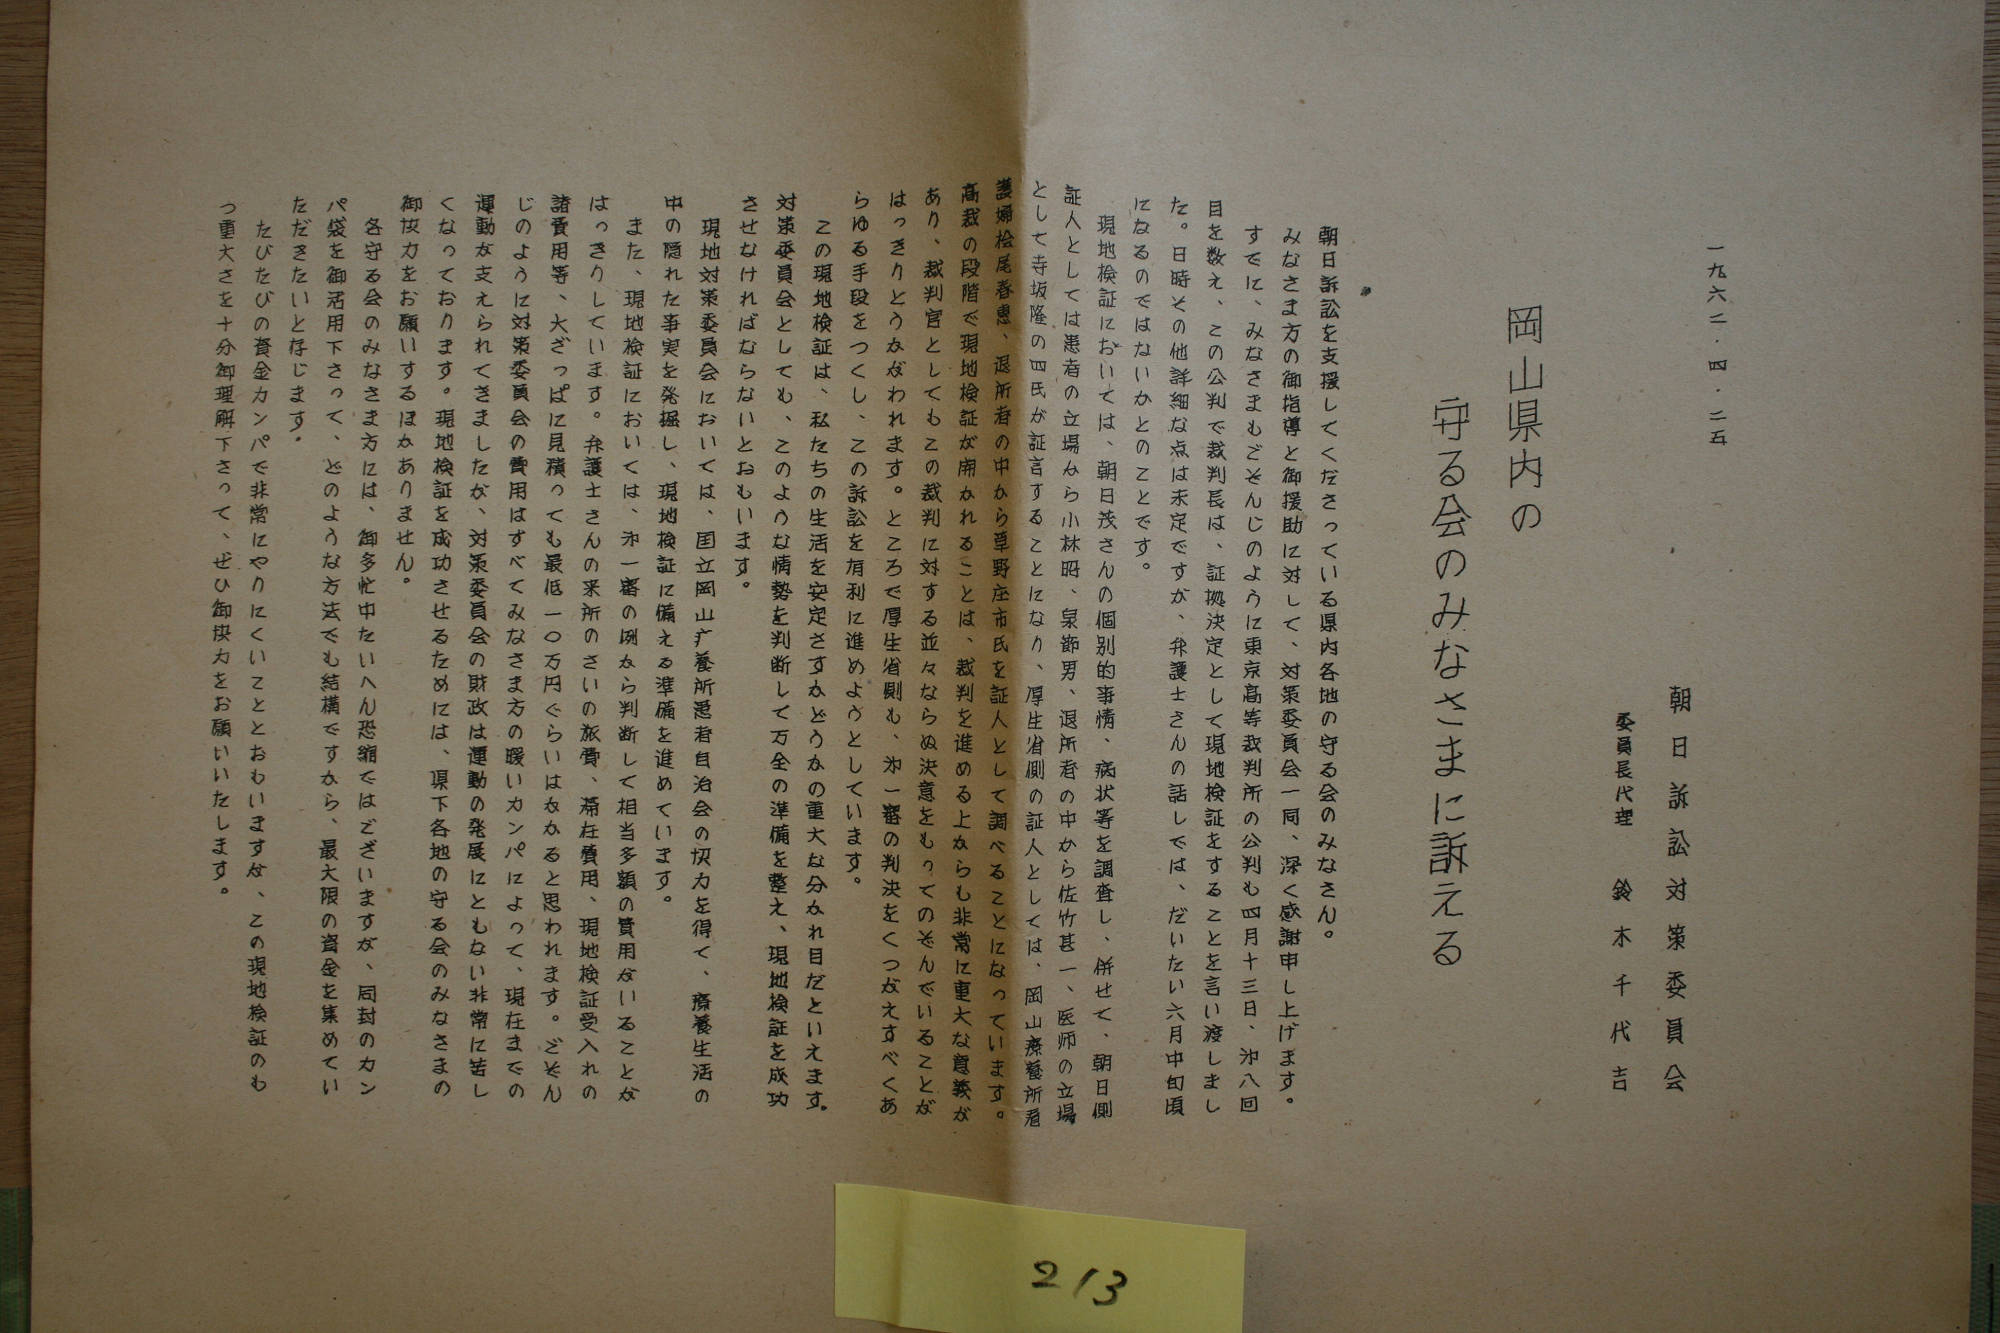 一九六二・四・二五
朝日訴訟対策委員会
委員長代理　鈴木千代吉
岡山県内の
守る会のみなさまに訴える
朝日訴訟を支援してくださっている県内各地の守る会のみなさん。
みなさま方の御指導と御援助に対して、対策委員会一同、深く感謝申し上げます。
すでに、みなさまもごぞんじのように東京高等裁判所の公判も四月十三日、㐧八回
目を数え、この公判で裁判長は、証拠決定として現地検証をすることを言い渡しまし
た。日時その他詳細な点は未定ですが、弁護士さんの話しでは、だいたい六月中旬頃
になるのではないかとのことです。
現地検証においては、朝日茂さんの個別的事情、病状等を調査し、併せて、朝日側
証人としては患者の立場から小林昭、泉節男、退所者の中から佐竹甚一、医師の立場
として寺坂隆の四氏が証言することになり、厚生省側の証人としては、岡山療養所看
護婦桧尾春恵、退所者の中から草野庄市氏を証人として調べることになっています。
高裁の段階で現地検証が開かれることは、裁判を進める上からも非常に重大な意義が
あり、裁判官としてもこの裁判に対する並々ならぬ決意をもってのぞんでいることが
はっきりとうかがわれます。ところで厚生省側も、㐧一審の判決をくつがえすべくあ
らゆる手段をつくし、この訴訟を有利に進めようとしています。
この現地検証は、私たちの生活を安定さすかどうかの重大な分かれ目だといえます。
対策委員会としても、このような情勢を判断して万全の準備を整え、現地検証を成功
させなければならないとおもいます。
現地対策委員会においては、国立岡山疗養所患者自治会の协力を得て、療養生活の
中の隠れた事実を発掘し、現地検証に備える準備を進めています。
また、現地検証においては、㐧一審の例から判断して相当多額の費用がいることが
はっきりしています。弁護士さんの来所のさいの旅費、滞在費用、現地検証受入れの
諸費用等、大ざっぱに見積っても最低一〇万円ぐらいはかかると思われます。ごぞん
じのように対策委員会の費用はすべてみなさま方の暖いカンパによって、現在までの
運動が支えられてきましたが、対策委員会の財政は運動の発展にともない非常に苦し
くなっております。現地検証を成功させるためには、県下各地の守る会のみなさまの
御协力をお願いするほかありません。
各守る会のみなさま方には、御多忙中たいへん恐縮ではございますが、同封のカン
パ袋を御活用下さって、どのような方法でも結構ですから、最大限の資金を集めてい
ただきたいと存じます。
たびたびの資金カンパで非常にやりにくいこととおもいますが、この現地検証のも
つ重大さを十分御理解下さって、ぜひ御协力をお願いいたします。
213